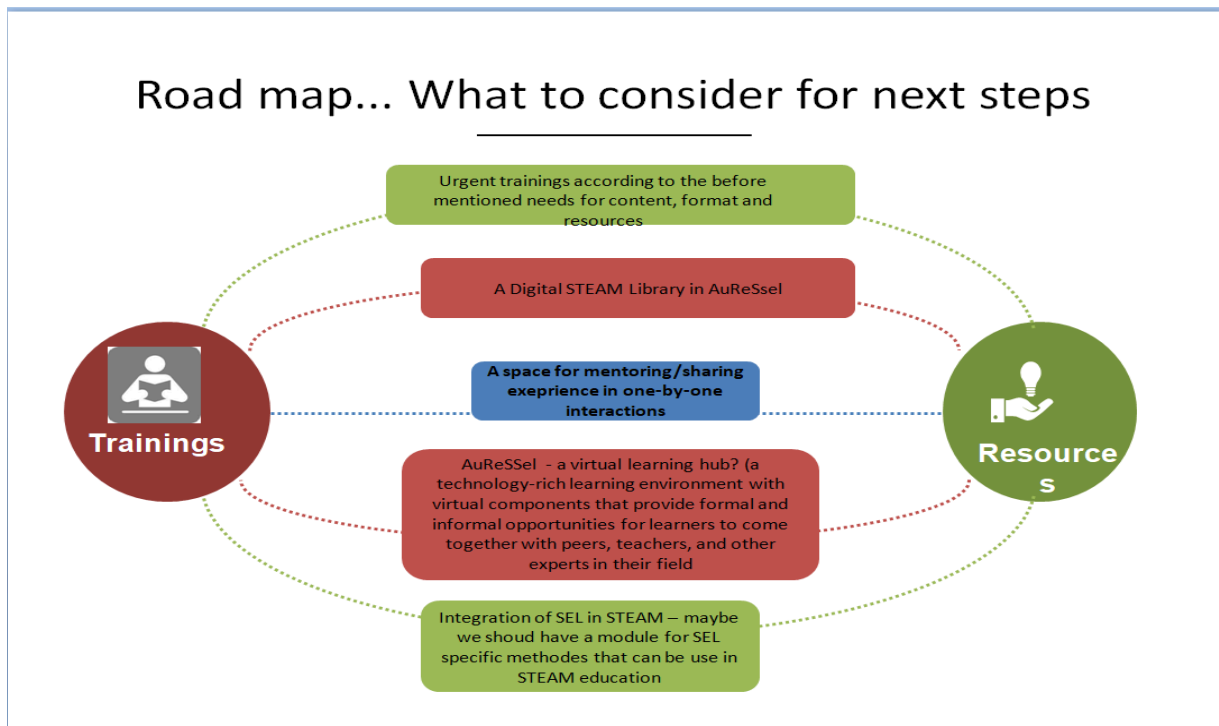 Road map... What to consider for next steps
Urgent trainings according to the before
mentioned needs for content, format and
resources
A Digital STEAM Library in AuReSsel
A space for mentoring/sharing
exeprience in one-by-one
interactions
Trainings
Resource
s
AuReSSel - a virtual learning hub? (a
technology-rich learning environment with
virtual components that provide formal and
informal opportunities for learners to come
together with peers, teachers, and other
experts in their field
Integration of SEL in STEAM – maybe
we shoud have a module for SEL
specific methodes that can be use in
STEAM education